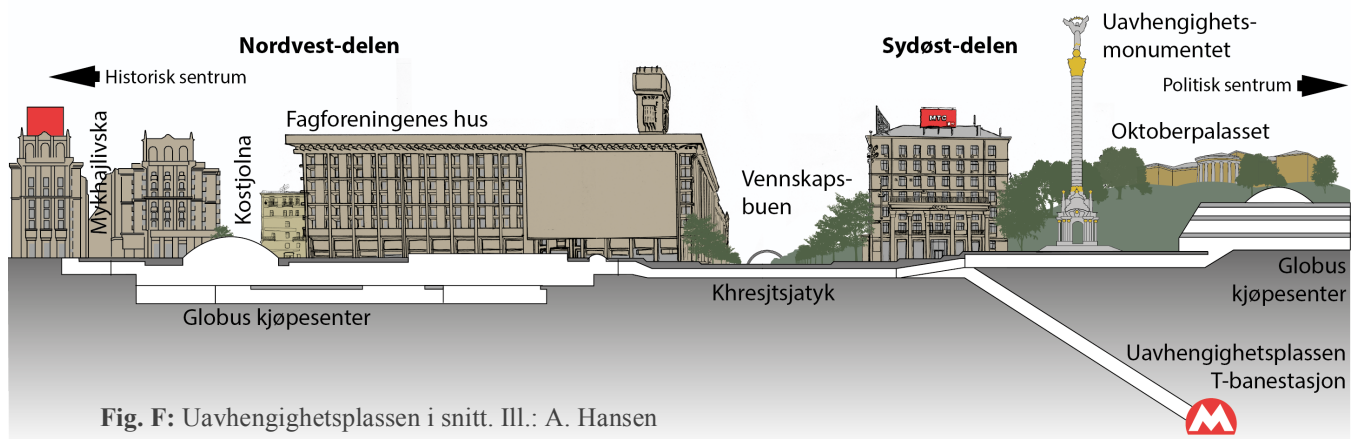 Nordvest-delen
Sydøst-delen
Uavhengighets-
monumentet
Historisk sentrum
Politisk sentrum
Mykhajlivska
Kostjolna
Fagforeningenes hus
MTC
Oktoberpalasset
Vennskaps-
buen
Globus kjøpesenter
Khresjtsjatyk
Globus
kjøpesenter
Uavhengighetsplassen
T-banestasjon
M
Fig. F: Uavhengighetsplassen i snitt. Ill.: A. Hansen